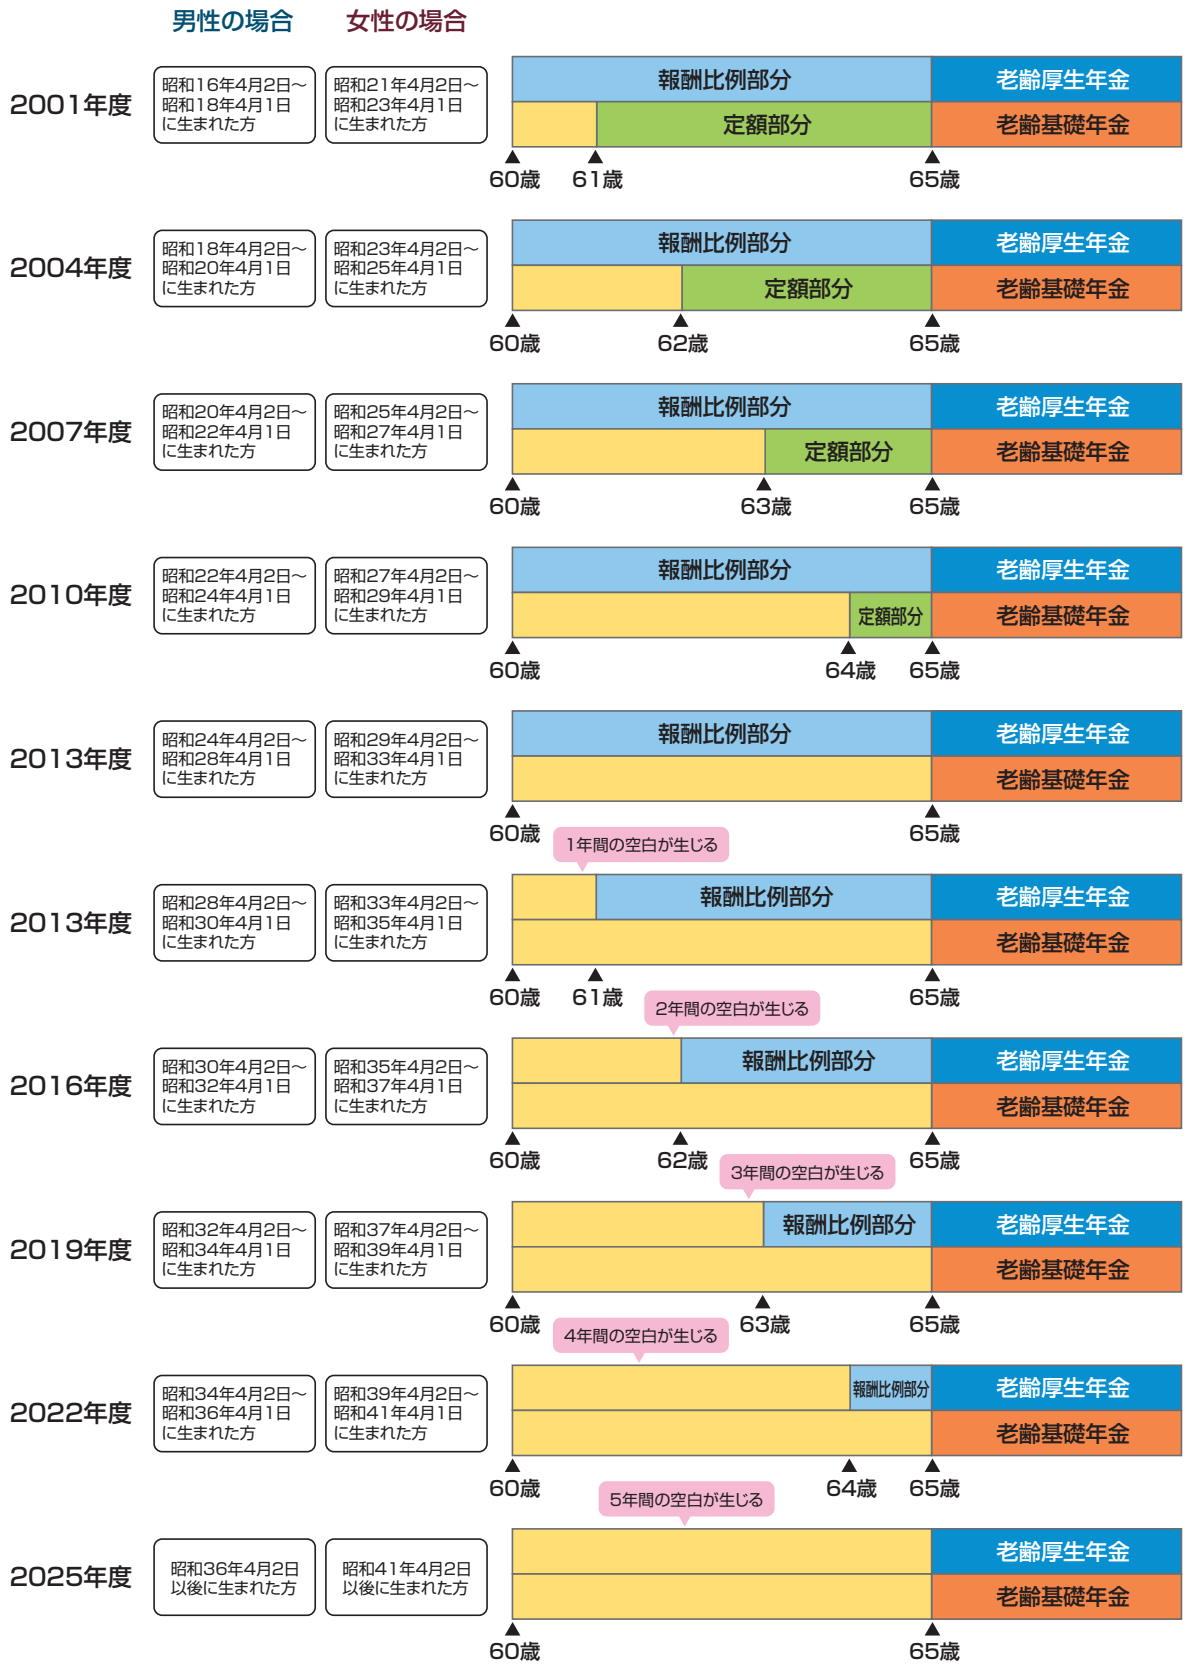 男性の場合 女性の場合
2001年度
昭和16年4月2日～
昭和18年4月1日
に生まれた方
昭和21年4月2日～
昭和23年4月1日
に生まれた方
報酬比例部分 老齢厚生年金
定額部分 老齢基礎年金
▲ ▲ ▲
60歳 61歳 65歳
2004年度
昭和18年4月2日～
昭和20年4月1日
に生まれた方
昭和23年4月2日～
昭和25年4月1日
に生まれた方
報酬比例部分 老齢厚生年金
定額部分 老齢基礎年金
▲ ▲ ▲
60歳 62歳 65歳
2007年度
昭和20年4月2日～
昭和22年4月1日
に生まれた方
昭和25年4月2日～
昭和27年4月1日
に生まれた方
報酬比例部分 老齢厚生年金
定額部分 老齢基礎年金
▲ ▲ ▲
60歳 63歳 65歳
2010年度
昭和22年4月2日～
昭和24年4月1日
に生まれた方
昭和27年4月2日～
昭和29年4月1日
に生まれた方
報酬比例部分 老齢厚生年金
定額部分 老齢基礎年金
▲ ▲ ▲
60歳 64歳 65歳
2013年度
昭和24年4月2日～
昭和28年4月1日
に生まれた方
昭和29年4月2日～
昭和33年4月1日
に生まれた方
報酬比例部分 老齢厚生年金
老齢基礎年金
▲ ▲
60歳 65歳
1年間の空白が生じる
2013年度
昭和28年4月2日～
昭和30年4月1日
に生まれた方
昭和33年4月2日～
昭和35年4月1日
に生まれた方
報酬比例部分 老齢厚生年金
老齢基礎年金
▲ ▲ ▲
60歳 61歳 65歳
2年間の空白が生じる
2016年度
昭和30年4月2日～
昭和32年4月1日
に生まれた方
昭和35年4月2日～
昭和37年4月1日
に生まれた方
報酬比例部分 老齢厚生年金
老齢基礎年金
▲ ▲ ▲
60歳 62歳 65歳
3年間の空白が生じる
2019年度
昭和32年4月2日～
昭和34年4月1日
に生まれた方
昭和37年4月2日～
昭和39年4月1日
に生まれた方
報酬比例部分 老齢厚生年金
老齢基礎年金
▲ ▲ ▲
60歳 63歳 65歳
4年間の空白が生じる
2022年度
昭和34年4月2日～
昭和36年4月1日
に生まれた方
昭和39年4月2日～
昭和41年4月1日
に生まれた方
報酬比例部分 老齢厚生年金
老齢基礎年金
▲ ▲ ▲
60歳 64歳 65歳
5年間の空白が生じる
2025年度
昭和36年4月2日
以後に生まれた方
昭和41年4月2日
以後に生まれた方
老齢厚生年金
老齢基礎年金
▲ ▲
60歳 65歳